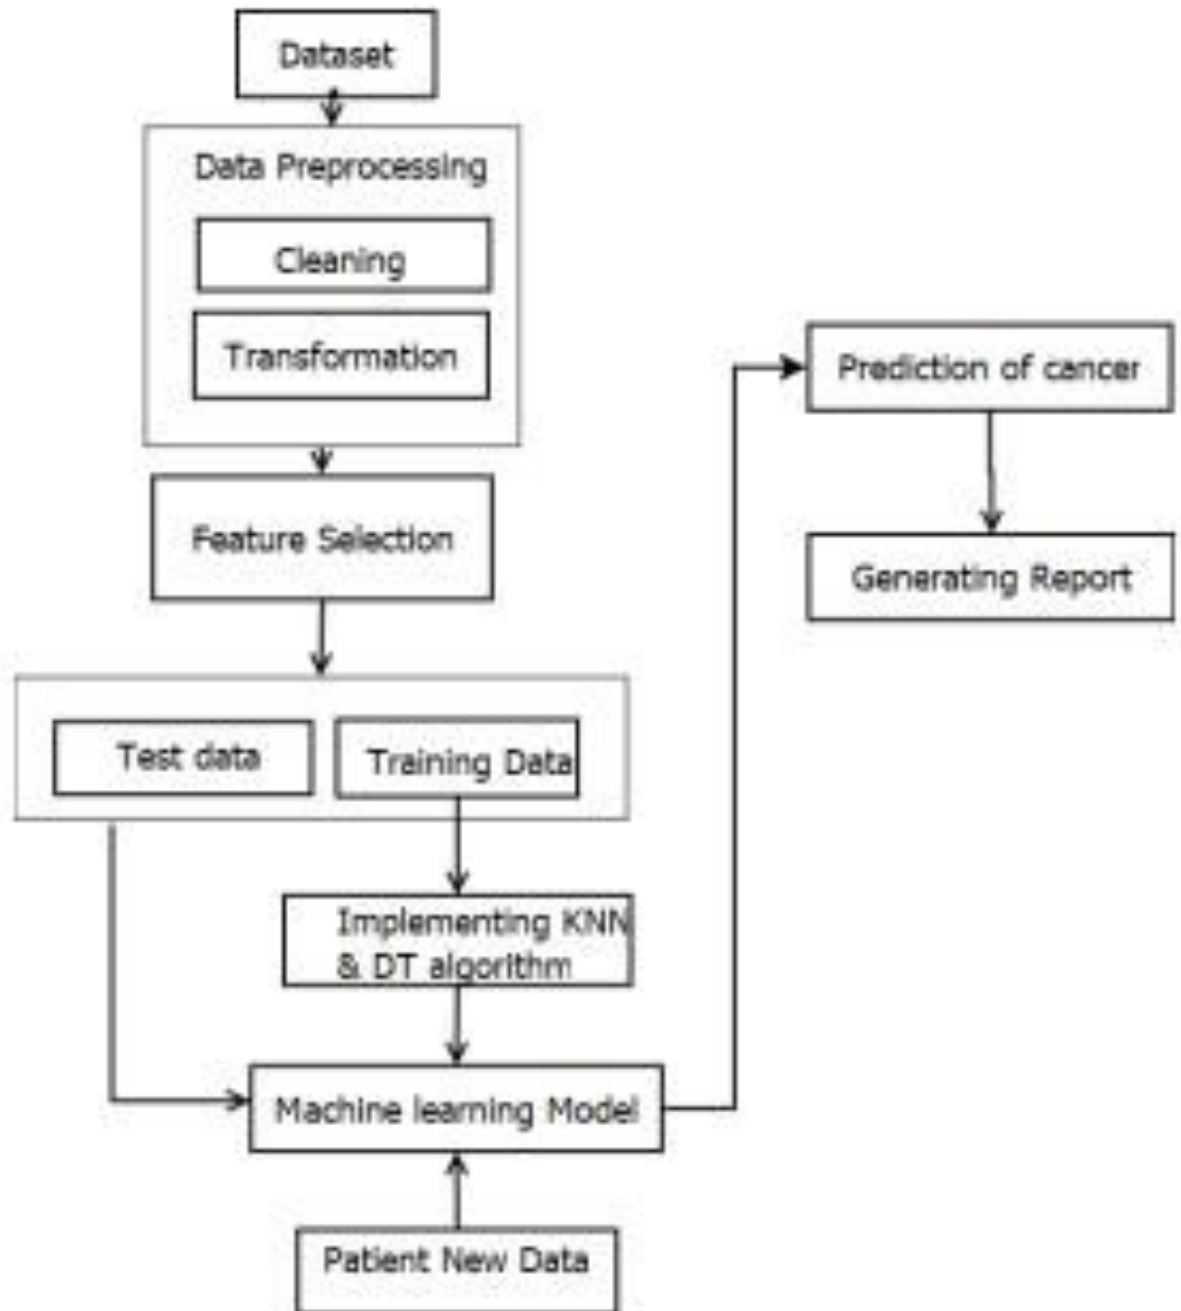 Dataset
Data Preprocessing
Cleaning
Transformation
Feature Selection
Test data
Training Data
Implementing KNN
& DT algorithm
Machine learning Model
Patient New Data
Prediction of cancer
Generating Report